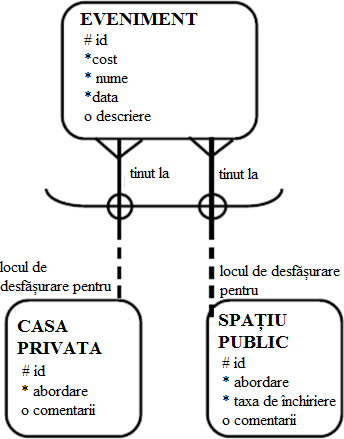 EVENIMENT
# id
*cost
* nume
*data
o descriere
tinut la
tinut la
locul de
desfășurare pentru
locul de desfășurare
pentru
CASA
PRIVATA
# id
* abordare
o comentarii
SPAȚIU
PUBLIC
# id
* abordare
* taxa de închiriere
o comentarii